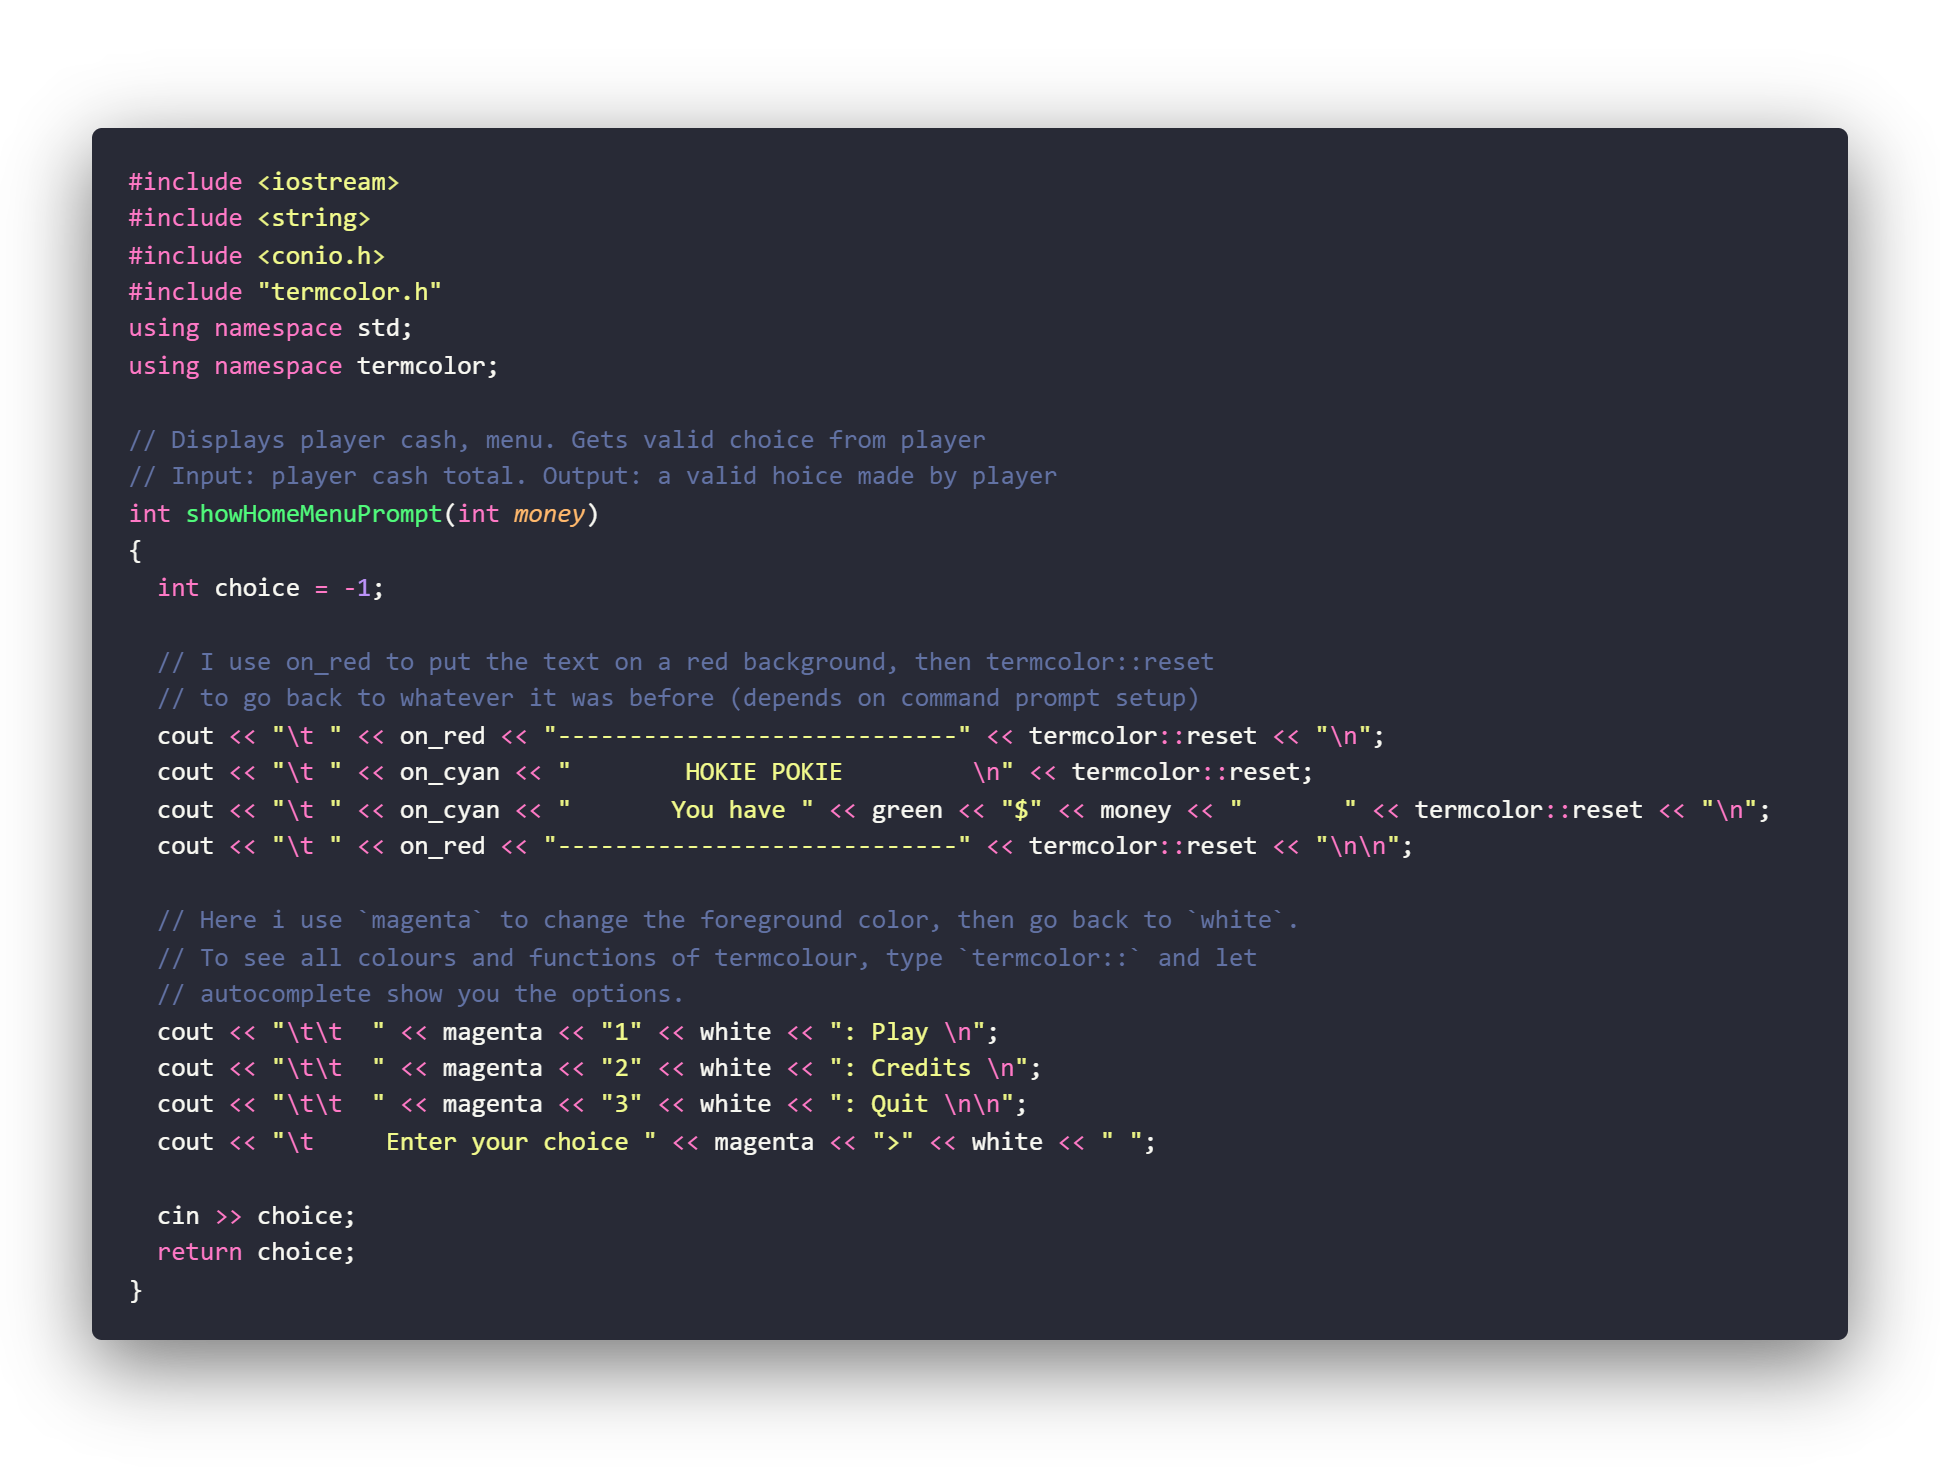 #include <iostream>
#include <string>
#include <conio.h>
#include "termcolor.h"
using namespace std;
using namespace termcolor;

// Displays player cash, menu. Gets valid choice from player
// Input: player cash total. Output: a valid hoice made by player
int showHomeMenuPrompt(int money)
{
  int choice = -1;

  // I use on_red to put the text on a red background, then termcolor::reset
  // to go back to whatever it was before (depends on command prompt setup)
  cout << "\t " << on_red << "----------------------------" << termcolor::reset << "\n";
  cout << "\t " << on_cyan << "        HOKIE POKIE         \n" << termcolor::reset;
  cout << "\t " << on_cyan << "       You have " << green << "$" << money << "       " << termcolor::reset << "\n";
  cout << "\t " << on_red << "----------------------------" << termcolor::reset << "\n\n";

  // Here i use `magenta` to change the foreground color, then go back to `white`.
  // To see all colours and functions of termcolour, type `termcolor::` and let
  // autocomplete show you the options.
  cout << "\t\t  " << magenta << "1" << white << ": Play \n";
  cout << "\t\t  " << magenta << "2" << white << ": Credits \n";
  cout << "\t\t  " << magenta << "3" << white << ": Quit \n\n";
  cout << "\t     Enter your choice " << magenta << ">" << white << " ";

  cin >> choice;
  return choice;
}